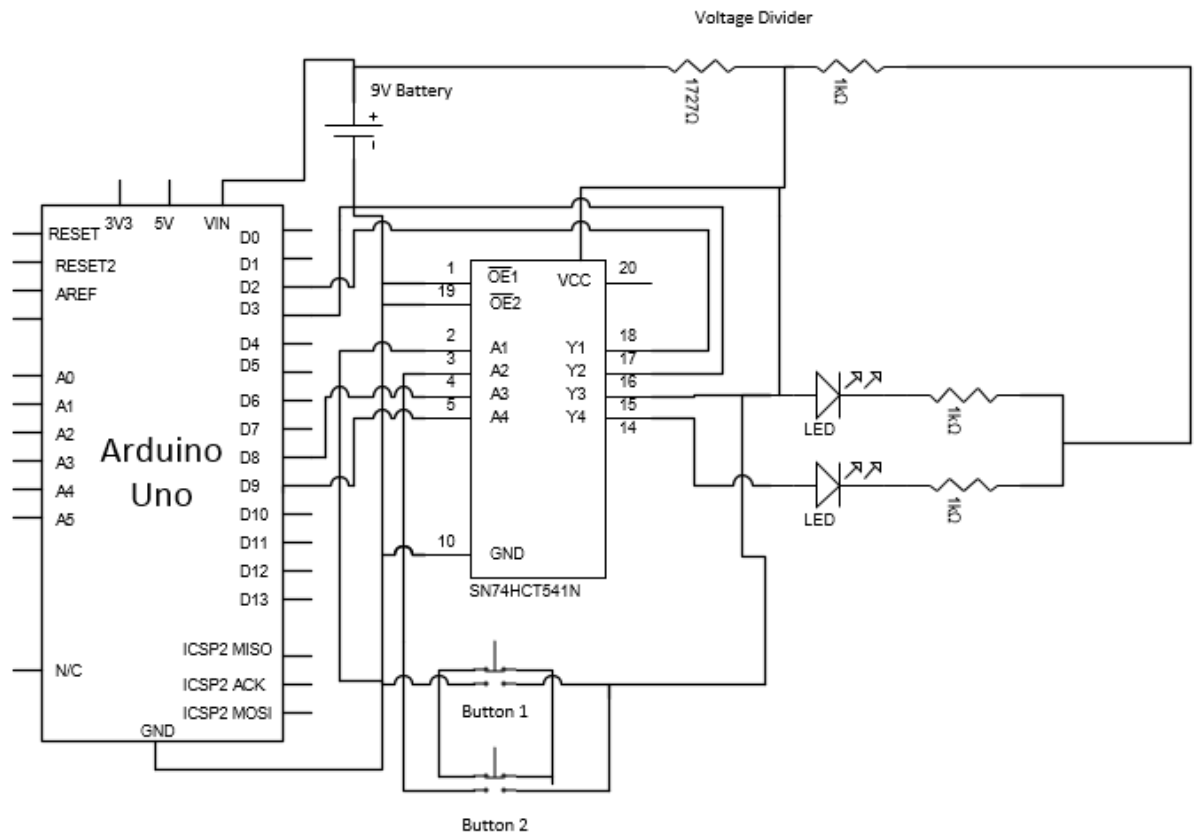 Voltage Divider
9V Battery
+
-
1727Ω
1kΩ
3V3
5V
VIN
RESET
RESET2
AREF
A0
A1
A2
A3
A4
A5
N/C
D0
D1
D2
D3
D4
D5
D6
D7
D8
D9
D10
D11
D12
D13
ICSP2 MISO
ICSP2 ACK
ICSP2 MOSI
GND
Arduino
Uno
1
19
2
3
4
5
10
OE1
OE2
A1
A2
A3
A4
GND
VCC
Y1
Y2
Y3
Y4
20
18
17
16
15
14
SN74HCT541N
LED
1kΩ
LED
1kΩ
Button 1
Button 2